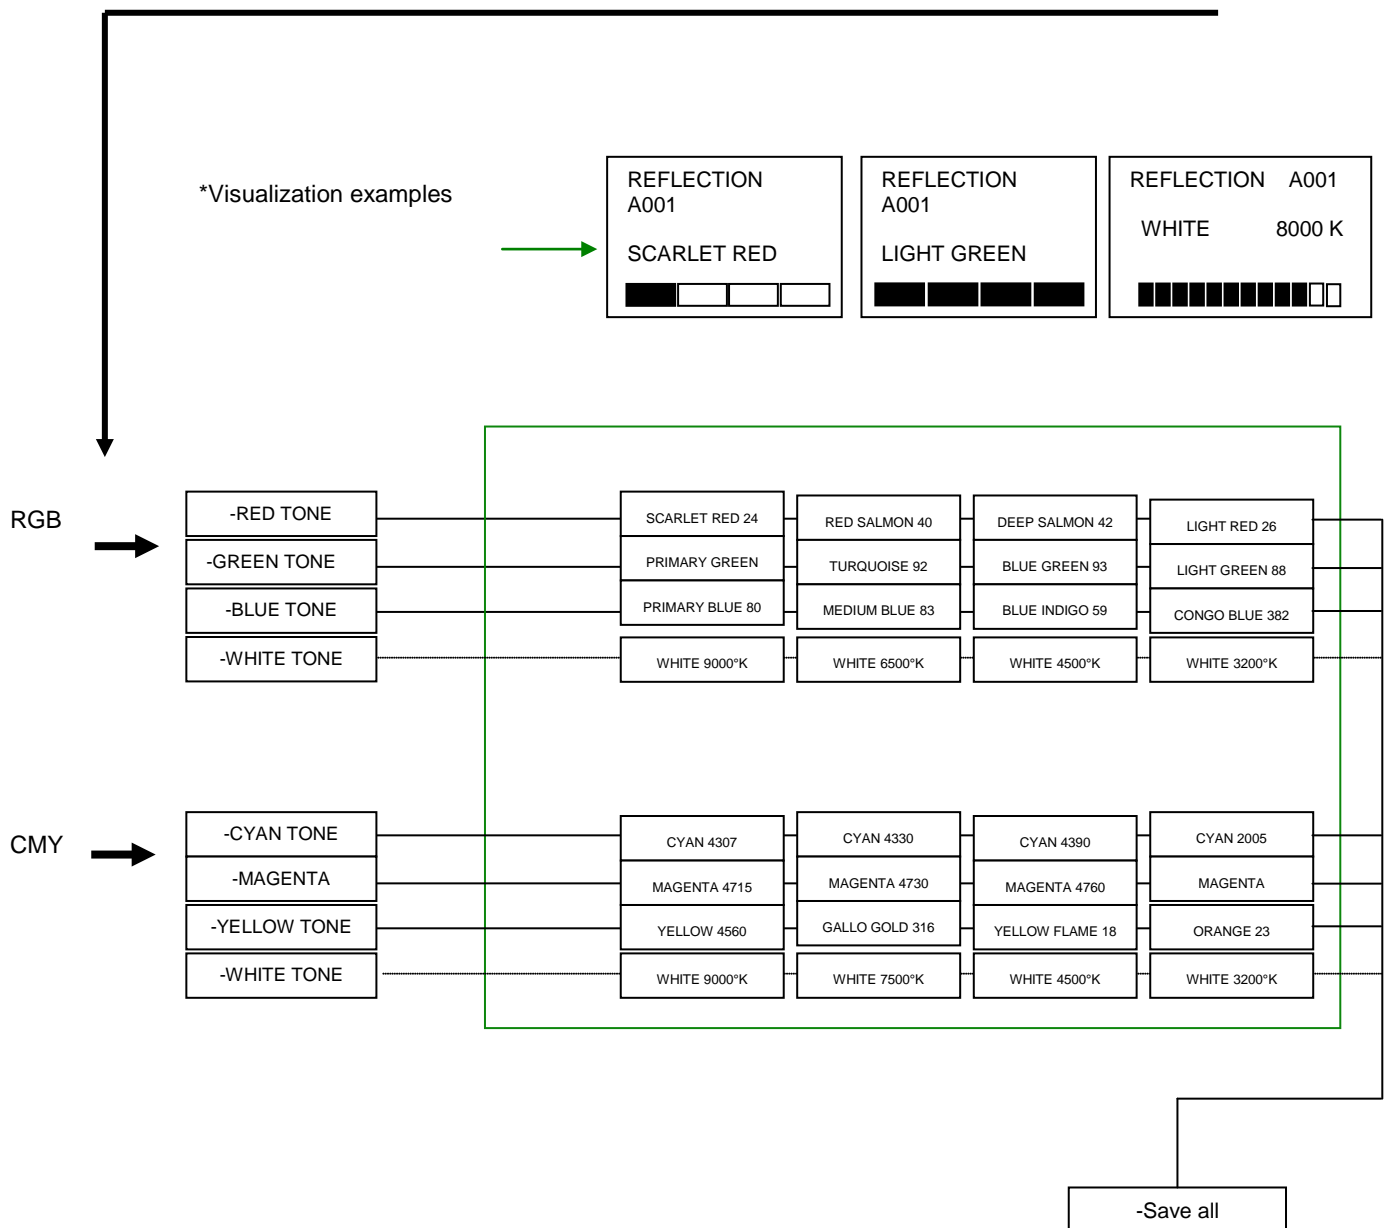 *Visualization examples
REFLECTION
A001
SCARLET RED
REFLECTION
A001
LIGHT GREEN
REFLECTION A001
WHITE 8000 K
RGB
-RED TONE
SCARLET RED 24
RED SALMON 40
DEEP SALMON 42
LIGHT RED 26
-GREEN TONE
PRIMARY GREEN
TURQUOISE 92
BLUE GREEN 93
LIGHT GREEN 88
-BLUE TONE
PRIMARY BLUE 80
MEDIUM BLUE 83
BLUE INDIGO 59
CONGO BLUE 382
-WHITE TONE
WHITE 9000°K
WHITE 6500°K
WHITE 4500°K
WHITE 3200°K
CMY
-CYAN TONE
CYAN 4307
CYAN 4330
CYAN 4390
CYAN 2005
-MAGENTA
MAGENTA 4715
MAGENTA 4730
MAGENTA 4760
MAGENTA
-YELLOW TONE
YELLOW 4560
GALLO GOLD 316
YELLOW FLAME 18
ORANGE 23
-WHITE TONE
WHITE 9000°K
WHITE 7500°K
WHITE 4500°K
WHITE 3200°K
-Save all